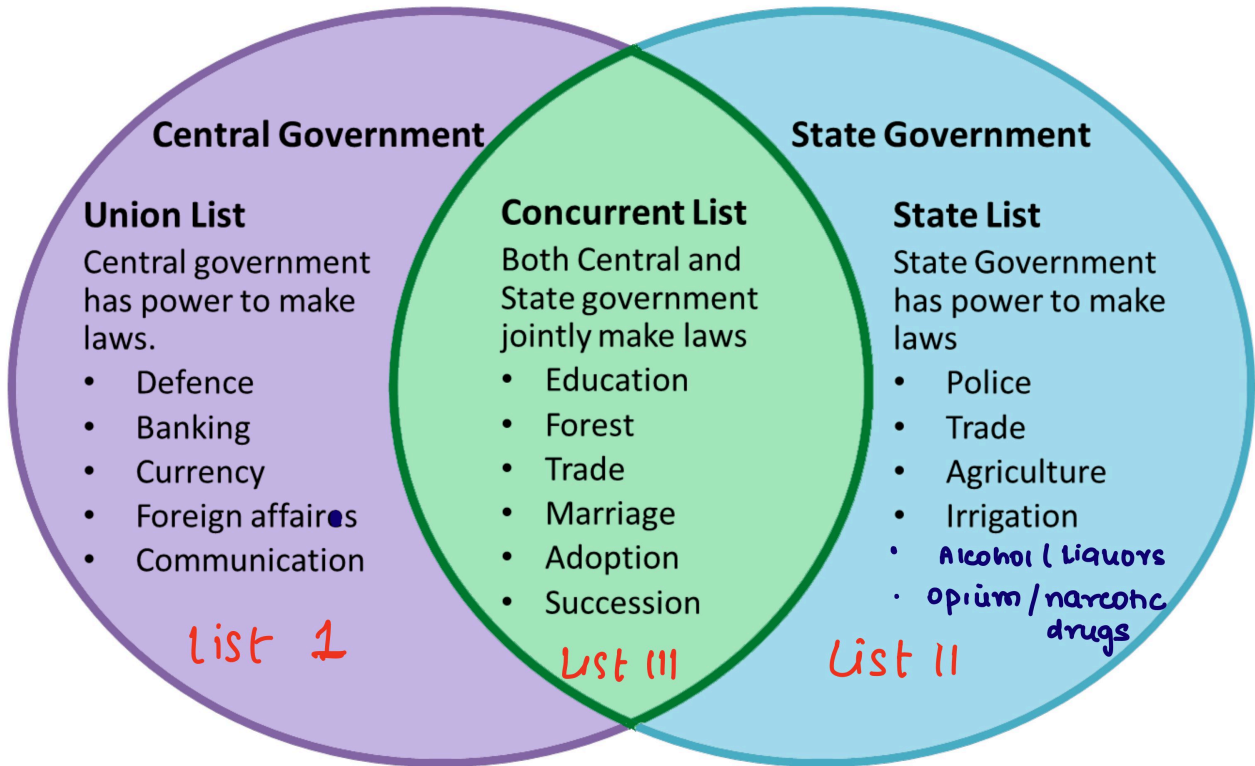 Central Government
Union List
Central government
has power to make
laws.
• Defence
• Banking
• Currency
• Foreign affaires
• Communication
List 1
Concurrent List
Both Central and
State government
jointly make laws
• Education
• Forest
• Trade
• Marriage
• Adoption
• Succession
List III
State Government
State List
State Government
has power to make
laws
• Police
• Trade
• Agriculture
• Irrigation
• Alcohol / Liquors
• Opium / narcotic
drugs
List II